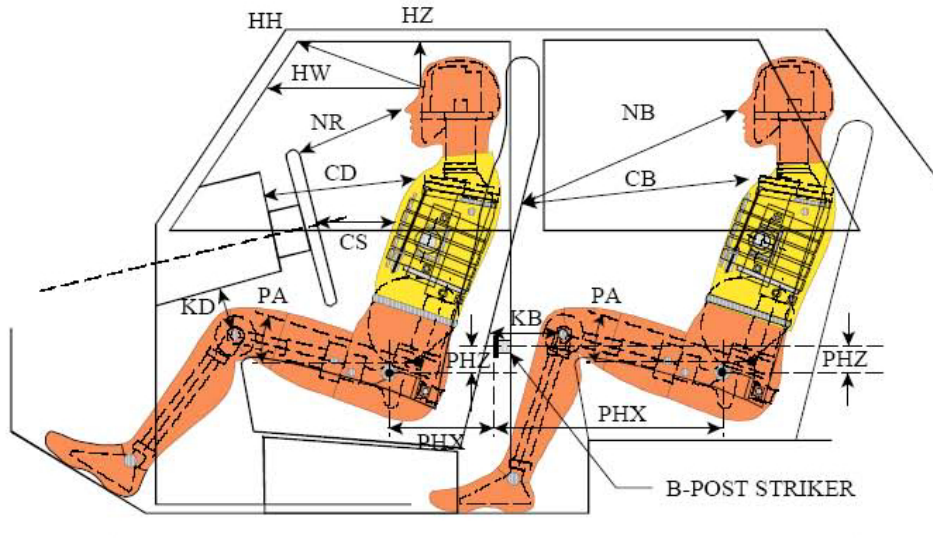 HZ
HH
HW
NR
NB
CD
CB
CS
KD
PA
KB
PA
PHZ
PHZ
PHX
PHX
B-POST STRIKER